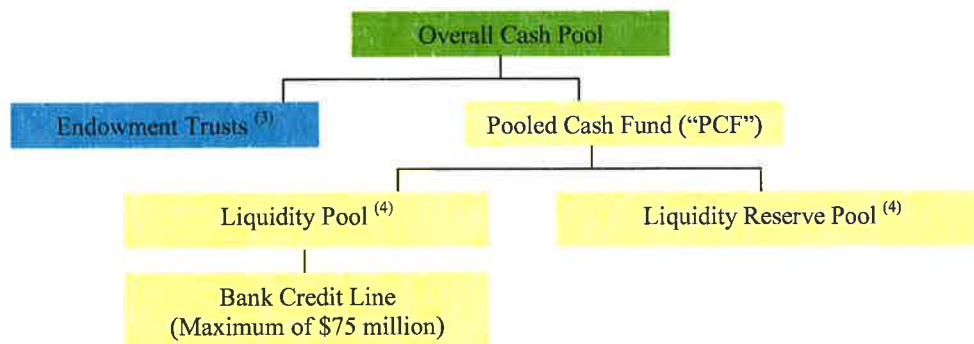 Overall Cash Pool
Endowment Trusts (3)
Pooled Cash Fund (“PCF”)
Liquidity Pool (4)
Liquidity Reserve Pool (4)
Bank Credit Line
(Maximum of $75 million)